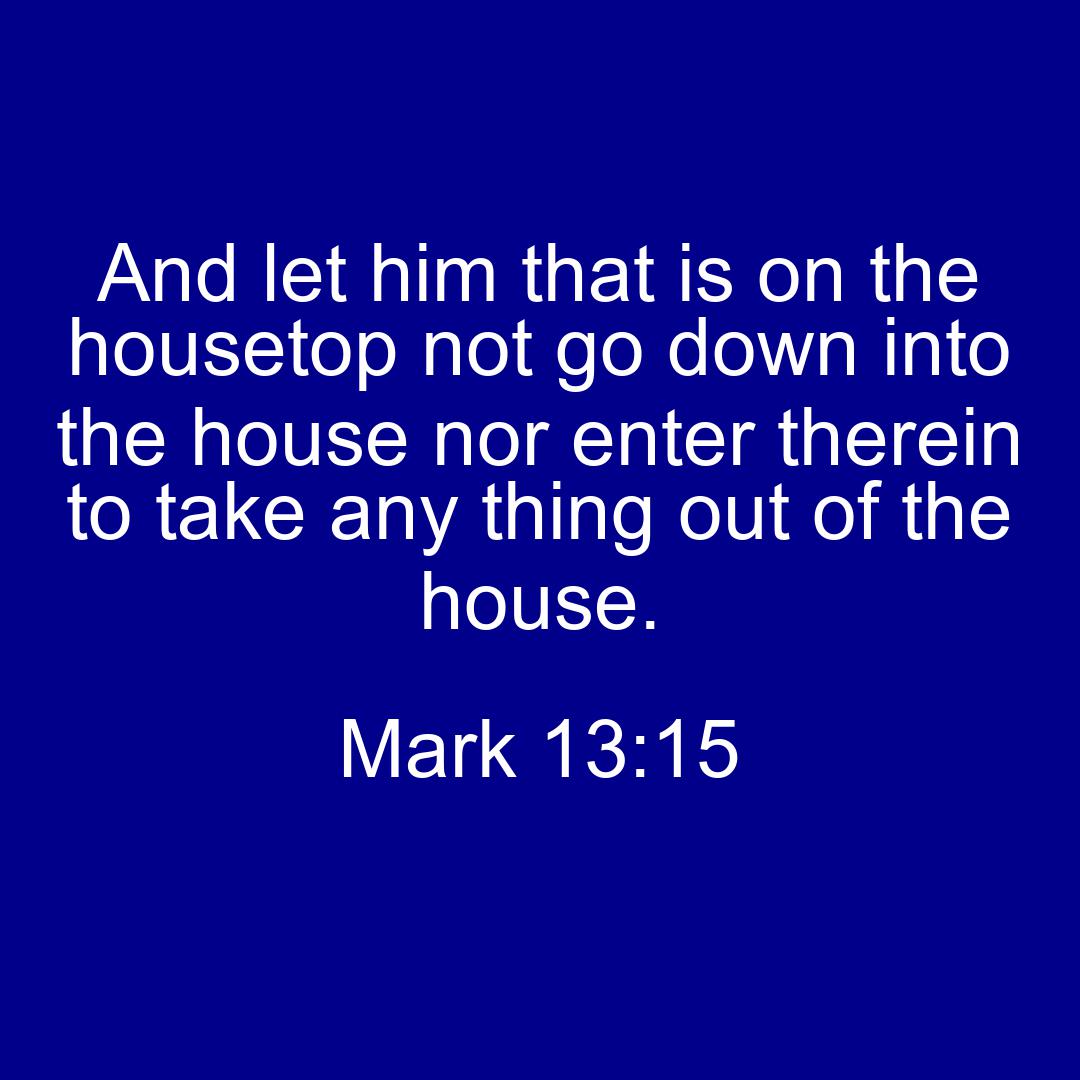 And let him that is on the
housetop not go down into
the house nor enter therein
to take any thing out of the
house.
Mark 13:15